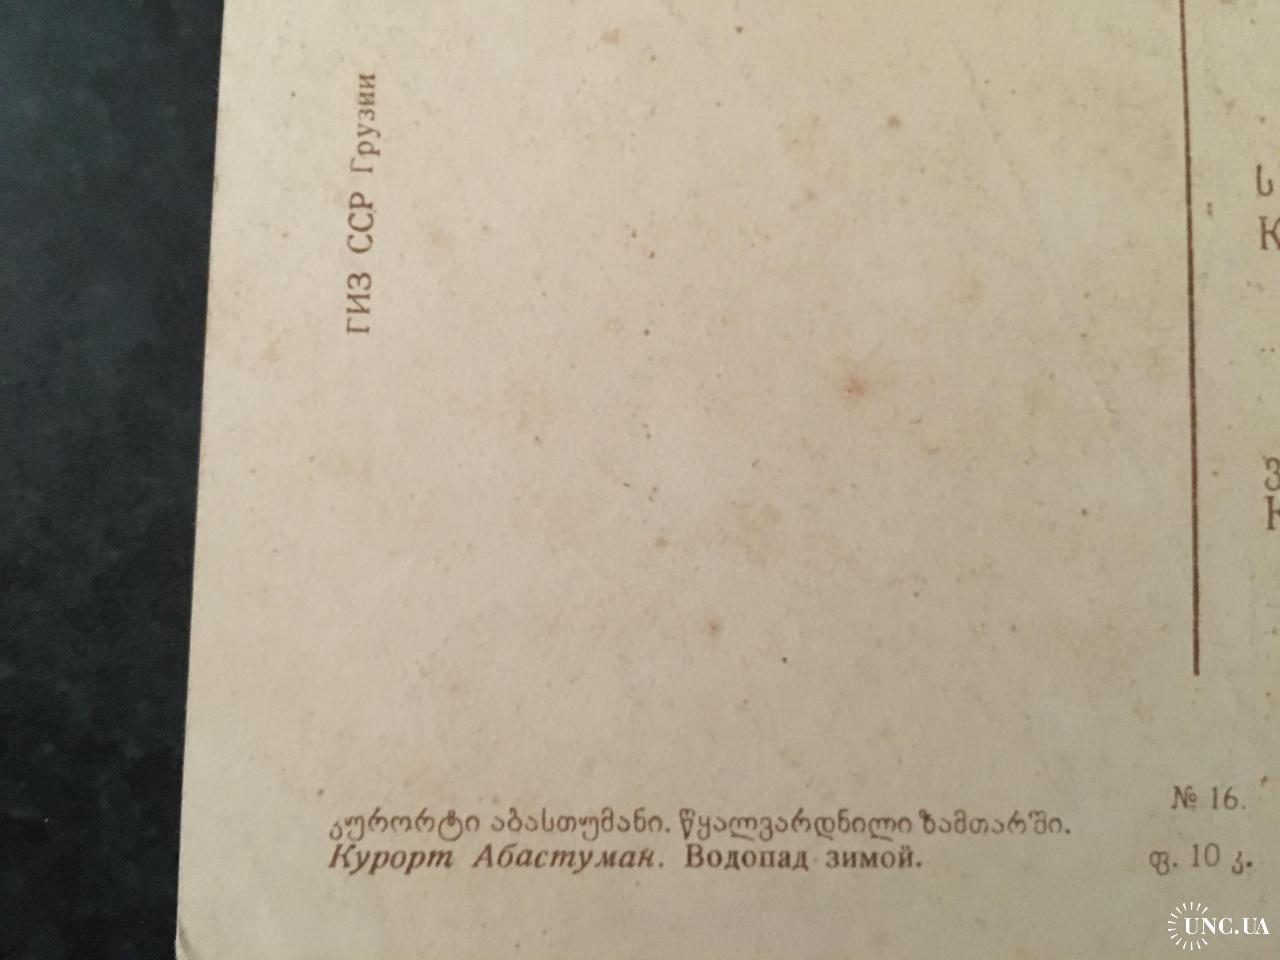 ГИЗ ССР Грузии
№ 16.
კურორტი აბასთუმანი. წყალვარდნილი ზამთარში.
Курорт Абастуман. Водопад зимой.
ფ. 10 კ.
UNC.UA